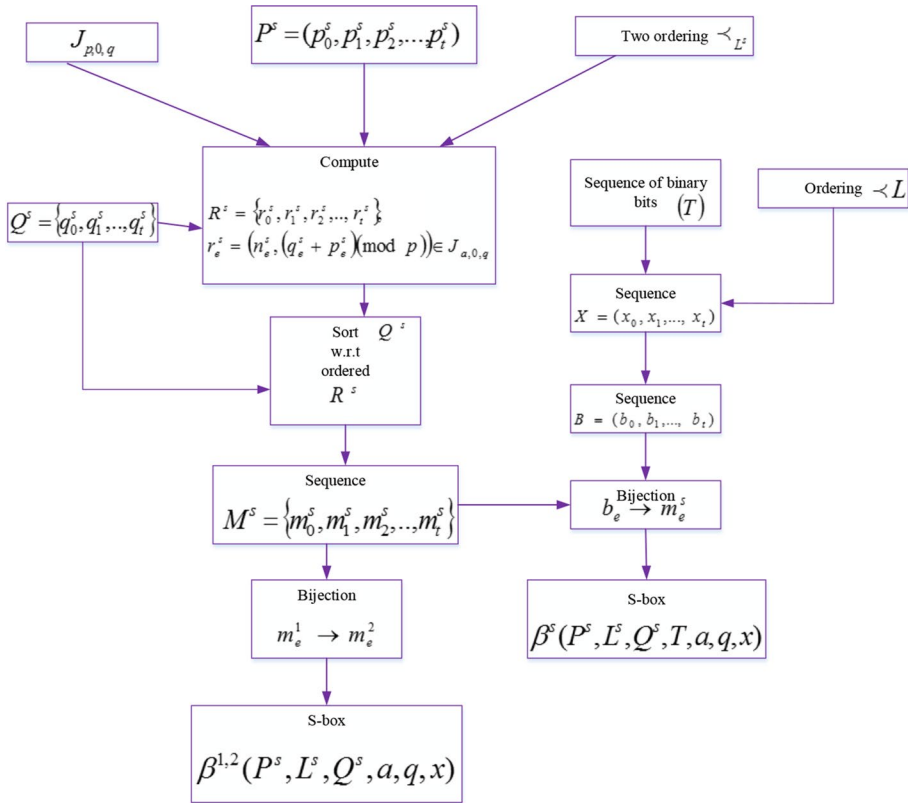 J_{p,0,q}
P^s = (p_0^s, p_1^s, p_2^s, ..., p_t^s)
Two ordering ≺_{L^s}
Compute
R^s = {r_0^s, r_1^s, r_2^s, .., r_t^s},
r_e^s = (n_e^s, (q_e^s + p_e^s)(mod p)) ∈ J_{a,0,q}
Q^s = {q_0^s, q_1^s, .., q_t^s}
Sort Q^s
w.r.t
ordered
R^s
Sequence
M^s = {m_0^s, m_1^s, m_2^s, .., m_t^s}
Bijection
m_e^1 → m_e^2
S-box
β^{1,2}(P^s, L^s, Q^s, a, q, x)
Sequence of binary
bits (T)
Ordering ≺L
Sequence
X = (x_0, x_1, ..., x_t)
Sequence
B = (b_0, b_1, ..., b_t)
Bijection
b_e → m_e^s
S-box
β^s(P^s, L^s, Q^s, T, a, q, x)